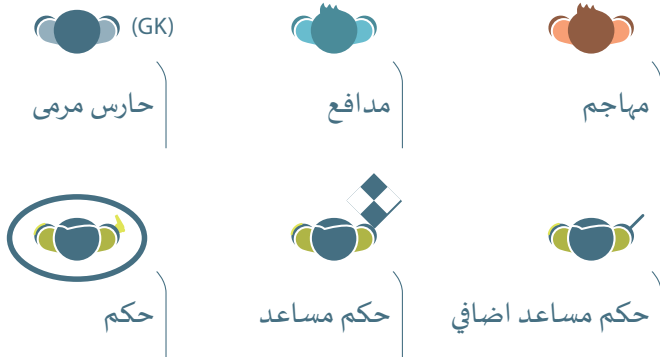 مهاجم
مدافع
(GK)
حارس مرمى
حكم مساعد اضافي
حكم مساعد
حكم